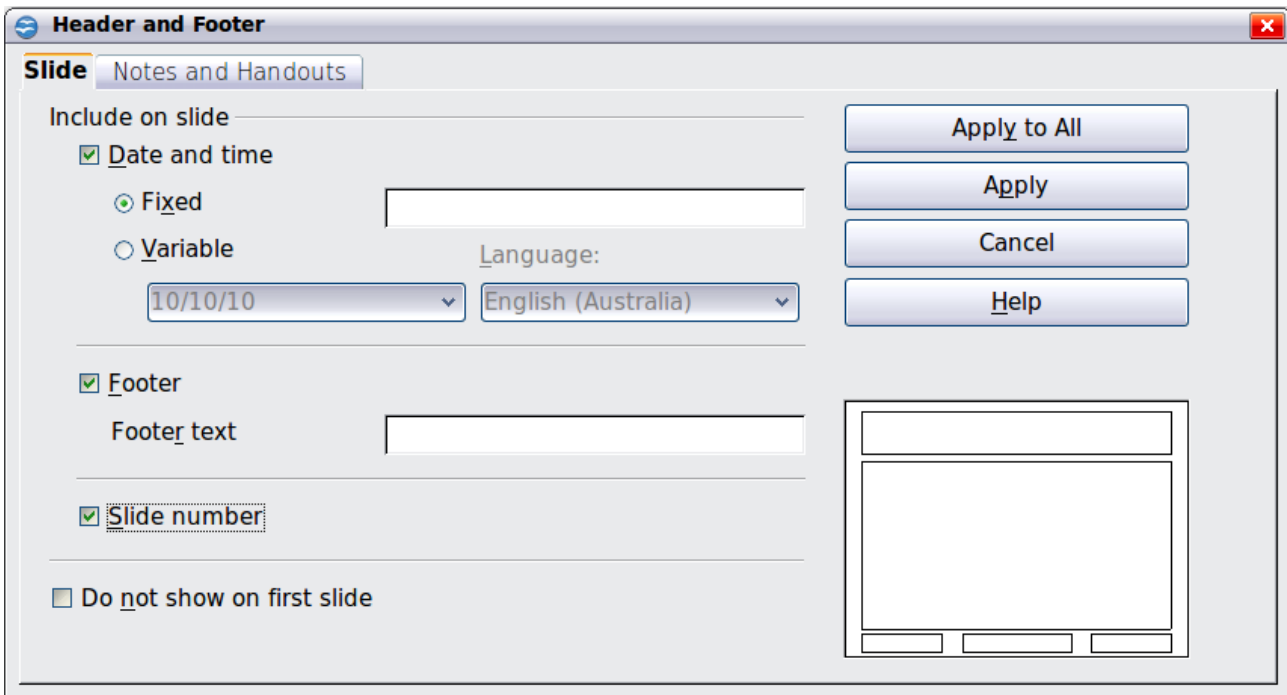 Header and Footer
Slide Notes and Handouts
Include on slide
Date and time
Fixed
Variable
Language:
10/10/10 English (Australia)
Footer
Footer text
Slide number
Do not show on first slide
Apply to All
Apply
Cancel
Help